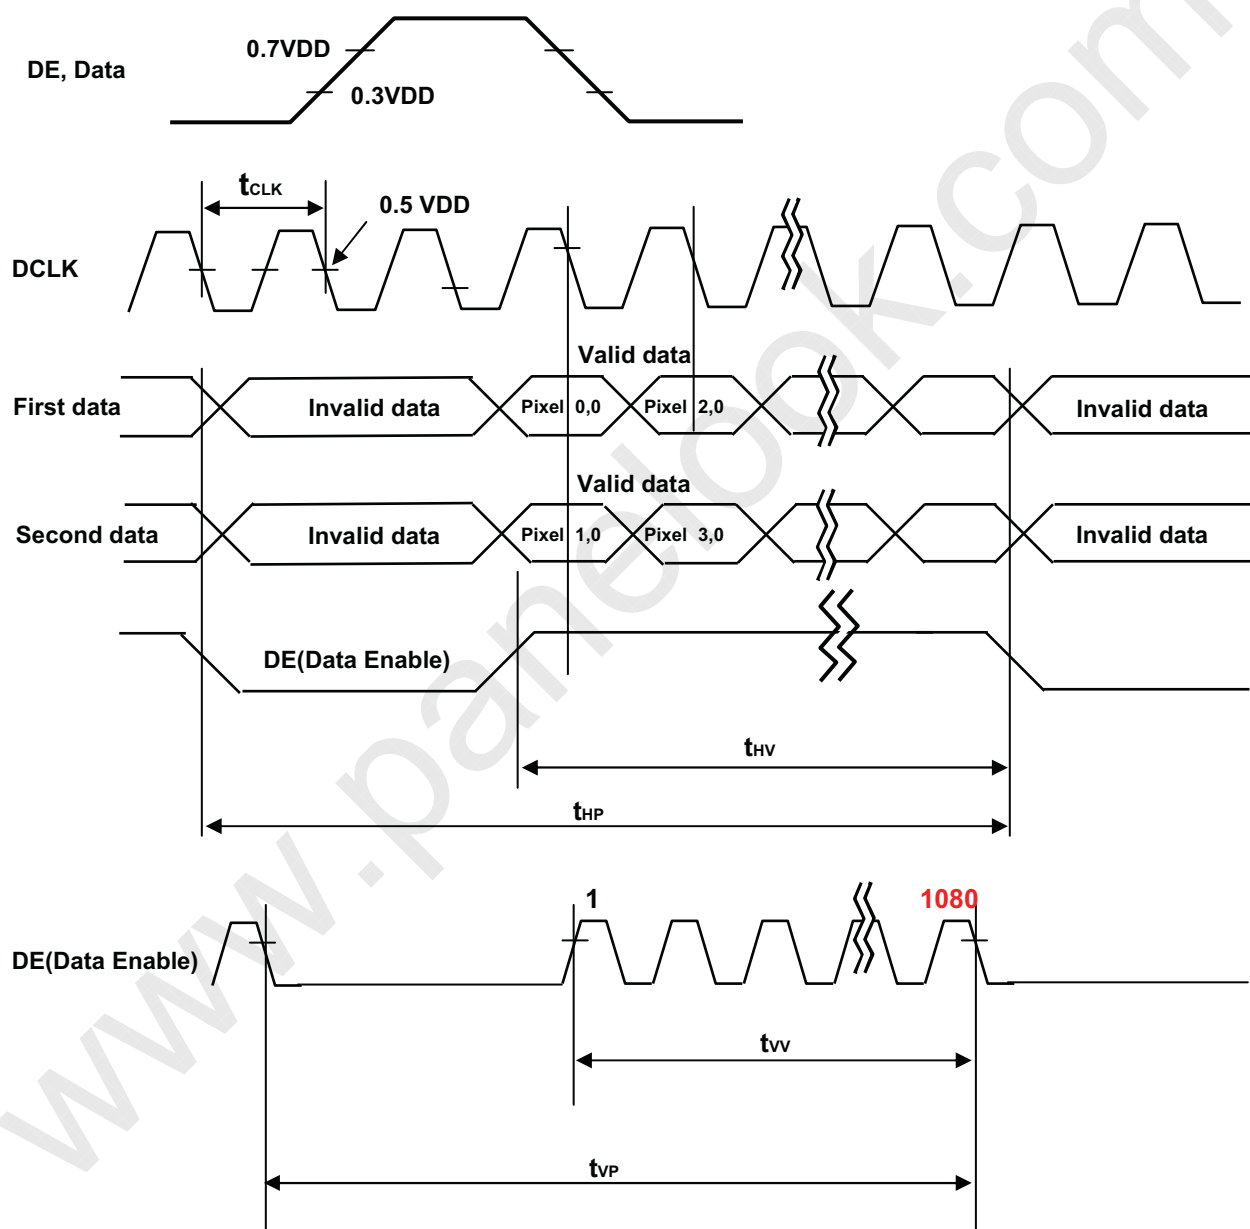 0.7VDD
DE, Data
0.3VDD
tCLK
0.5 VDD
DCLK
Valid data
First data
Invalid data
Pixel 0,0
Pixel 2,0
Invalid data
Valid data
Second data
Invalid data
Pixel 1,0
Pixel 3,0
Invalid data
DE(Data Enable)
tHV
tHP
1
1080
DE(Data Enable)
tVV
tVP
www.panelook.com